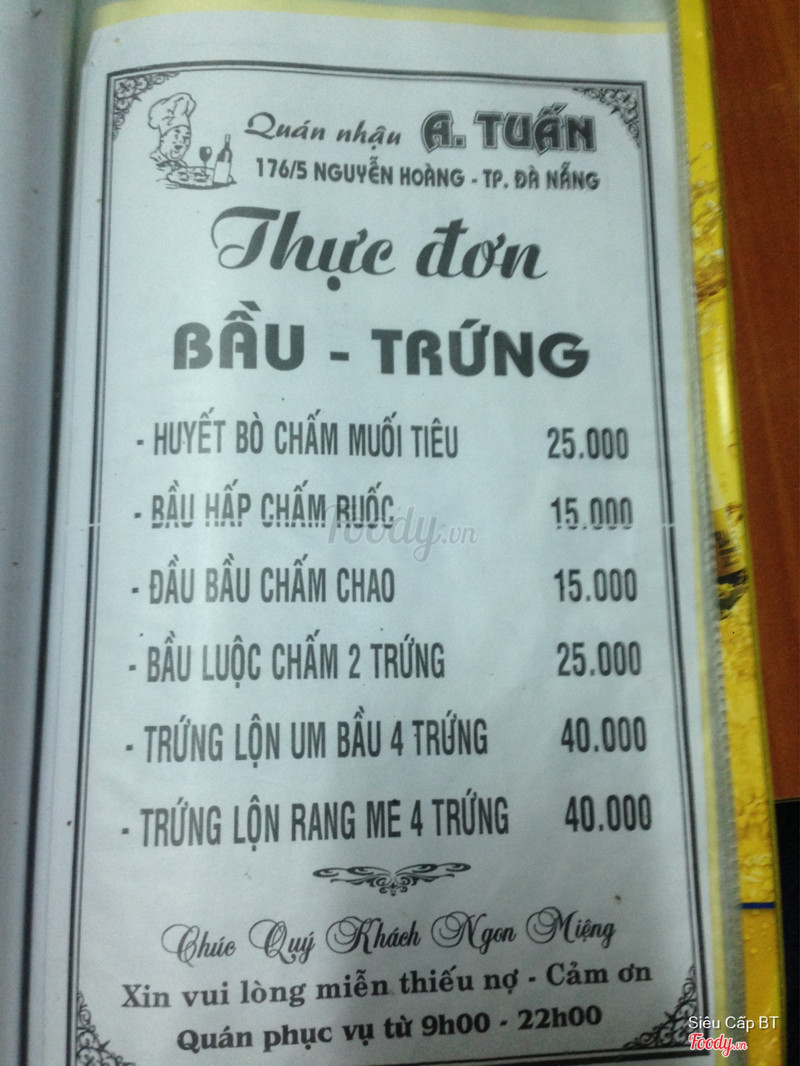 Quán nhậu A. TUẤN
176/5 NGUYỄN HOÀNG - TP. ĐÀ NẴNG
Thực đơn
BẦU - TRỨNG
- HUYẾT BÒ CHẤM MUỐI TIÊU 25.000
- BẦU HẤP CHẤM RUỐC 15.000
- ĐẦU BẦU CHẤM CHAO 15.000
- BẦU LUỘC CHẤM 2 TRỨNG 25.000
- TRỨNG LỘN UM BẦU 4 TRỨNG 40.000
- TRỨNG LỘN RANG ME 4 TRỨNG 40.000
Chúc Quý Khách Ngon Miệng
Xin vui lòng miễn thiếu nợ - Cảm ơn
Quán phục vụ từ 9h00 - 22h00
Foody.vn
Siêu Cấp BT
Foody.vn